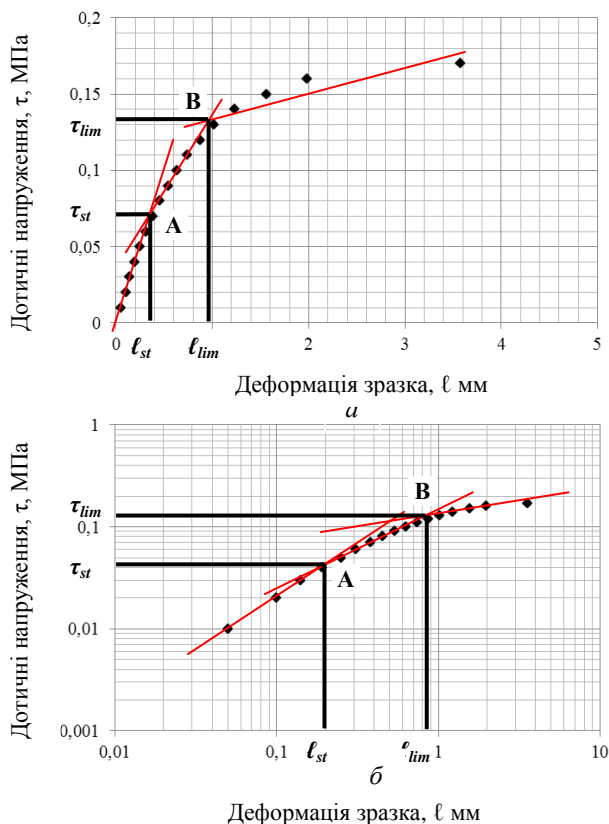 0,2
0,15
0,1
0,05
0
Дотичні напруження, τ, МПа
τlim
τst
B
A
0 2 3 4 5
ℓst ℓlim
Деформація зразка, ℓ мм
а
1
0,1
0,01
0,001
Дотичні напруження, τ, МПа
τlim
τst
B
A
0,01 0,1 1 10
ℓst ℓlim
б
Деформація зразка, ℓ мм